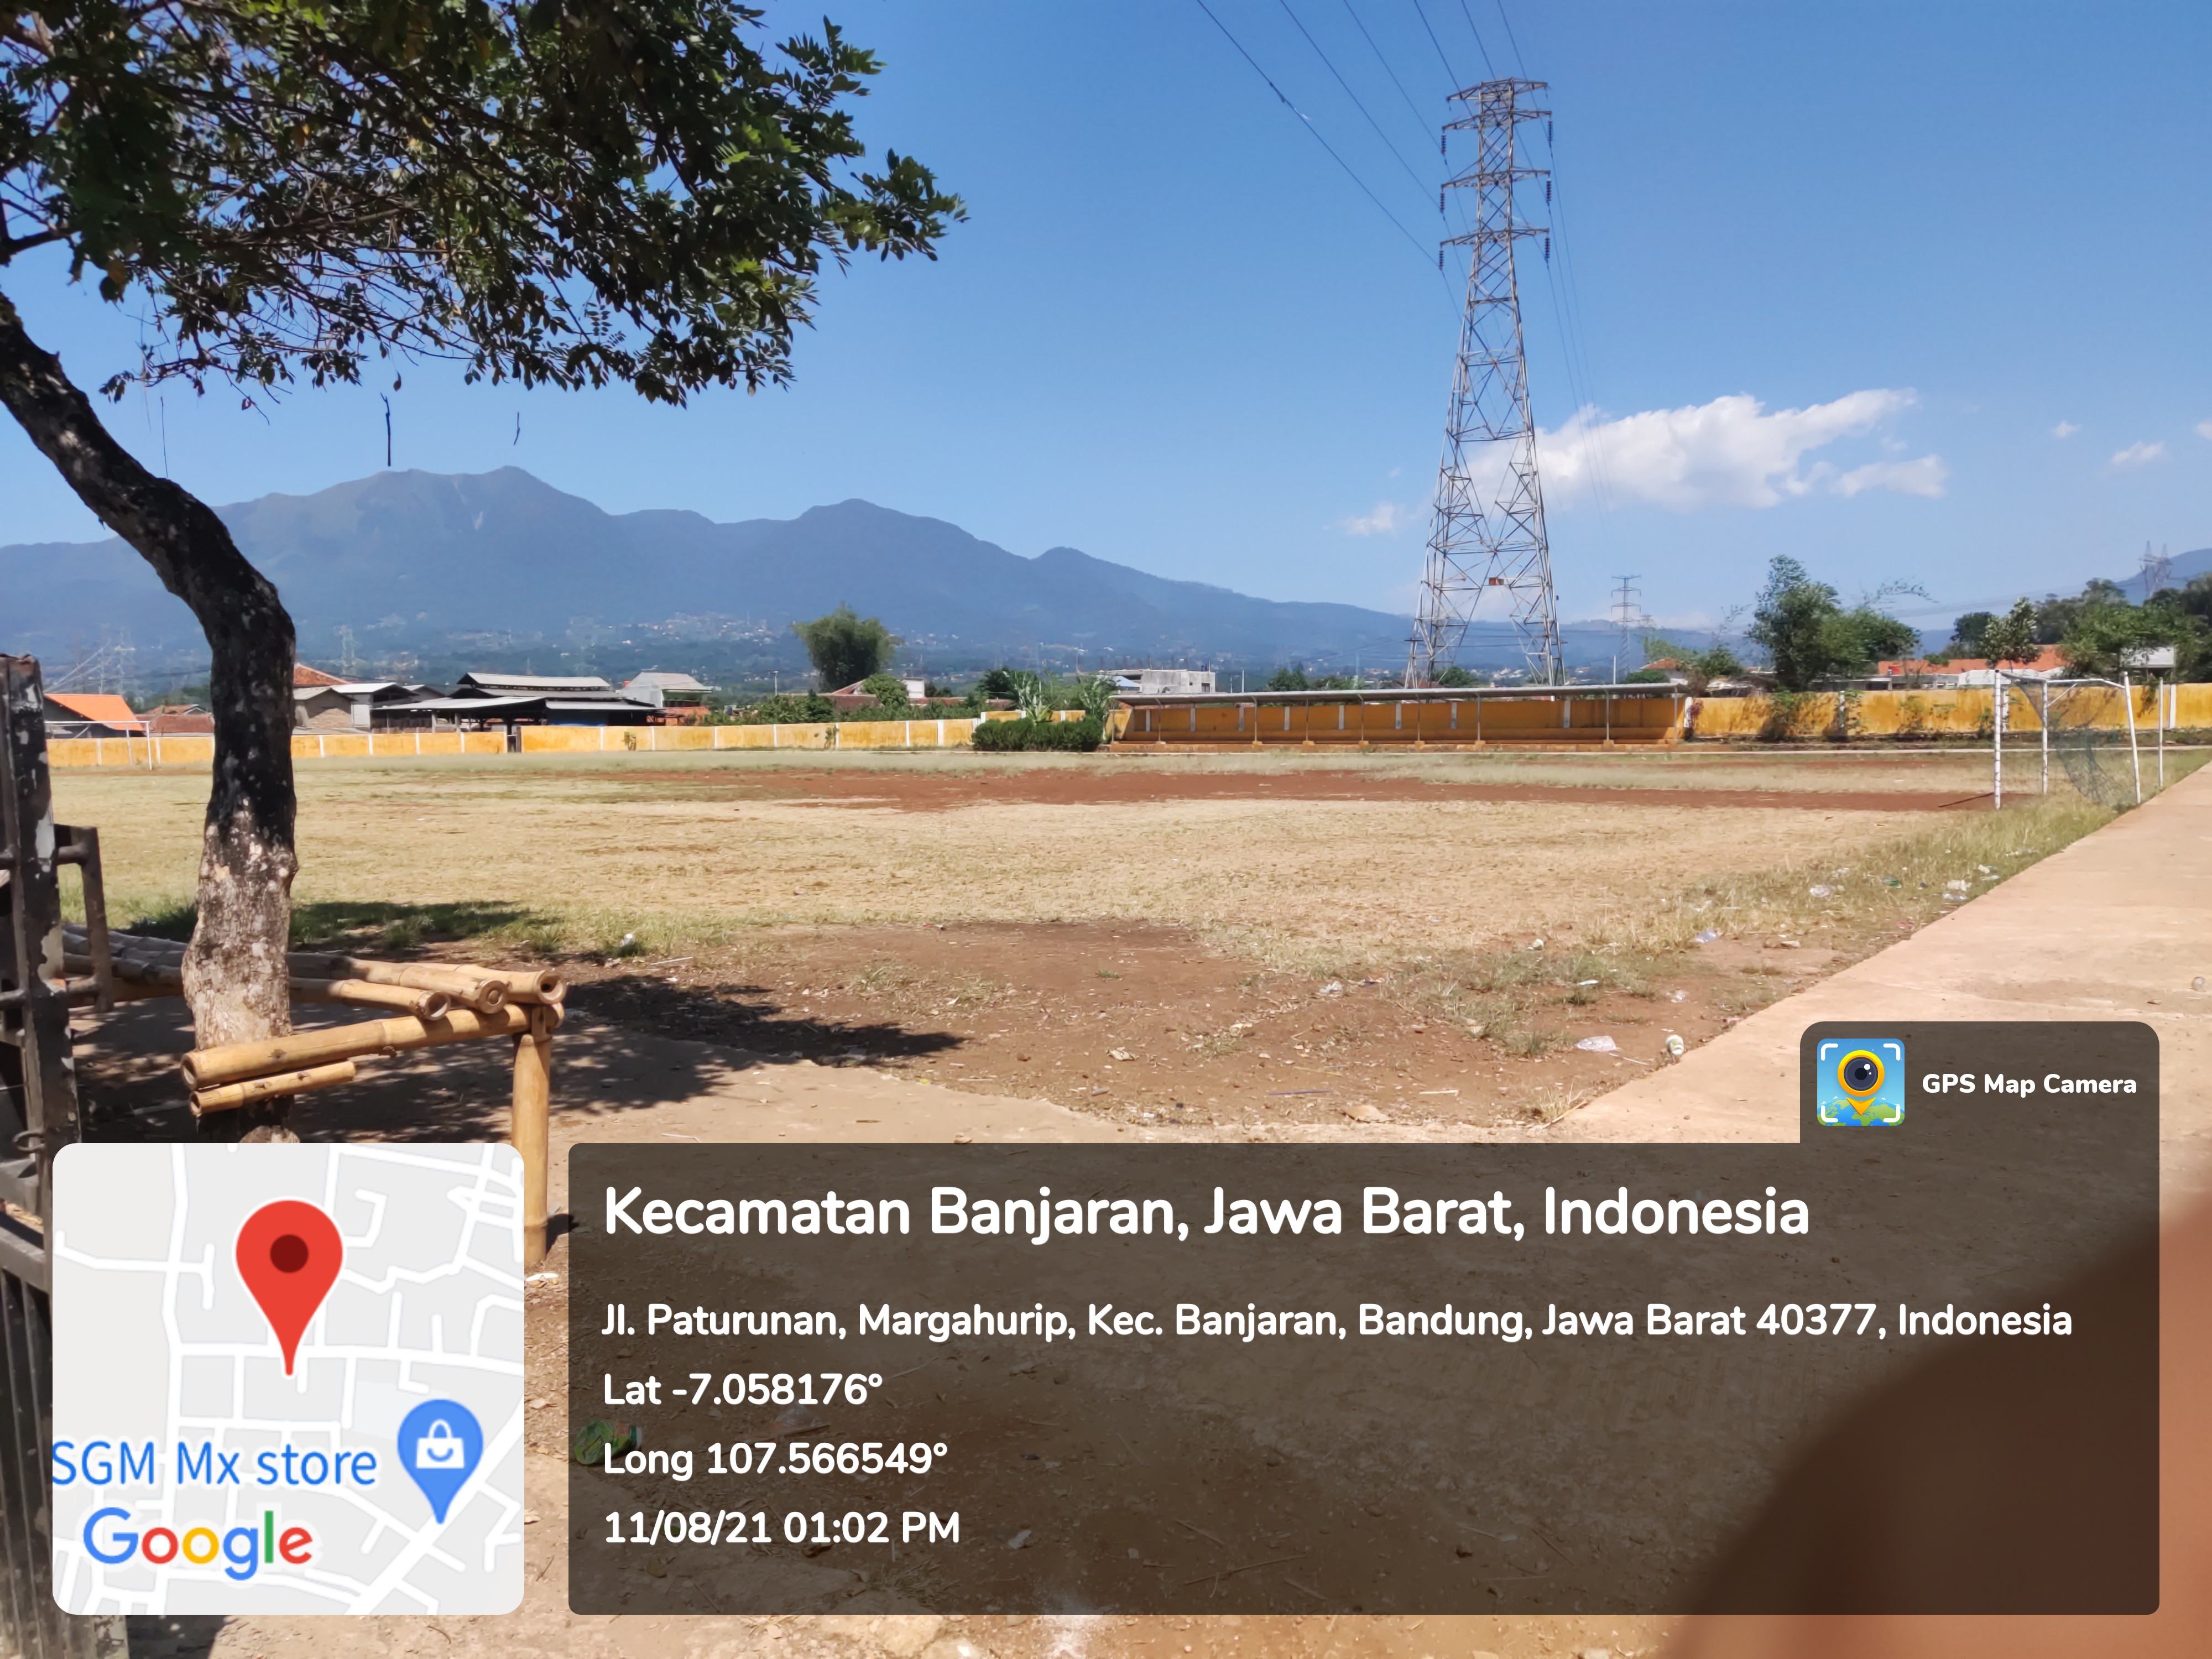 GPS Map Camera
Kecamatan Banjaran, Jawa Barat, Indonesia
Jl. Paturunan, Margahurip, Kec. Banjaran, Bandung, Jawa Barat 40377, Indonesia
Lat -7.058176°
Long 107.566549°
11/08/21 01:02 PM
SGM Mx store
Google